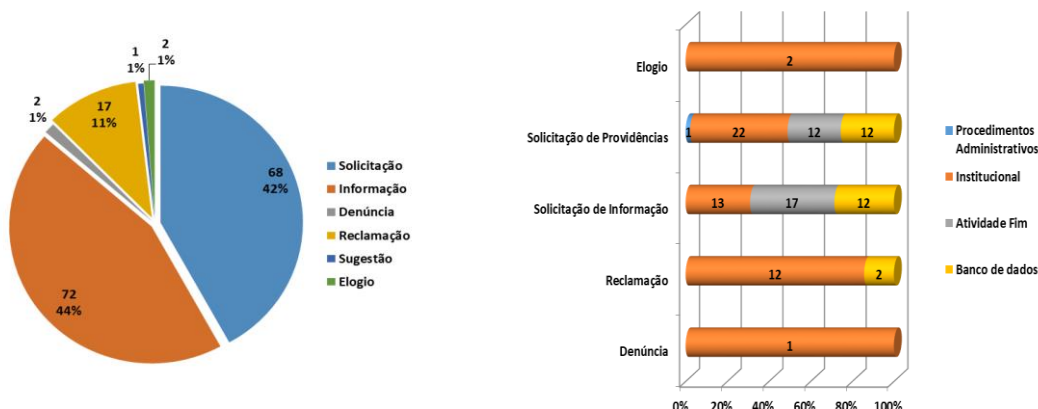 2
1%
1
1%
2
1%
17
11%
68
42%
72
44%
Solicitação
Informação
Denúncia
Reclamação
Sugestão
Elogio
Elogio
2
Solicitação de Providências
1
22
12
12
Solicitação de Informação
13
17
12
Reclamação
12
2
Denúncia
1
0%
20%
40%
60%
80%
100%
Procedimentos
Administrativos
Institucional
Atividade Fim
Banco de dados